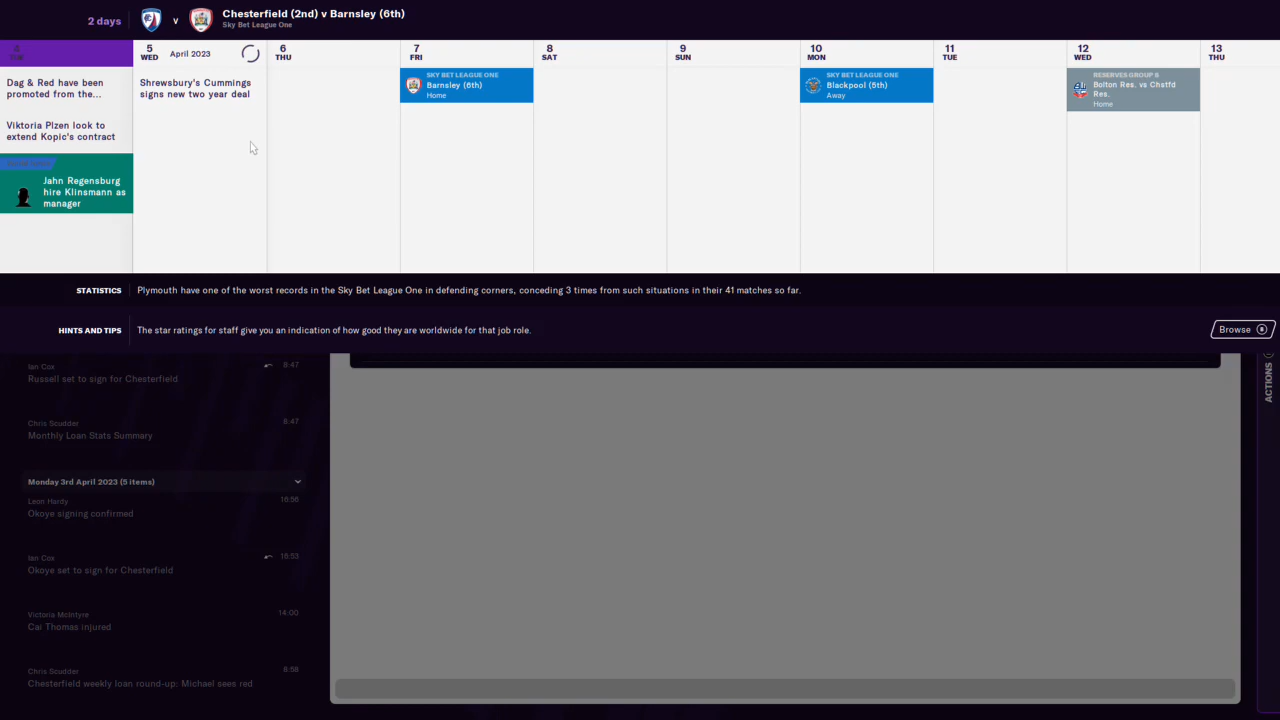 2 days
v
Chesterfield (2nd) v Barnsley (6th)
Sky Bet League One
TUE
5
WED
April 2023
6
THU
7
FRI
8
SAT
9
SUN
10
MON
11
TUE
12
WED
13
THU
Dag & Red have been
promoted from the...
Viktoria Plzen look to
extend Kopic's contract
Jahn Regensburg
hire Klinsmann as
manager
Shrewsbury's Cummings
signs new two year deal
SKY BET LEAGUE ONE
Barnsley (6th)
Home
SKY BET LEAGUE ONE
Blackpool (5th)
Away
RESERVES GROUP 5
Bolton Res. vs Chstfd
Res.
Home
STATISTICS
Plymouth have one of the worst records in the Sky Bet League One in defending corners, conceding 3 times from such situations in their 41 matches so far.
HINTS AND TIPS
The star ratings for staff give you an indication of how good they are worldwide for that job role.
Browse
Ian Cox
8:47
Russell set to sign for Chesterfield
Chris Scudder
8:47
Monthly Loan Stats Summary
Monday 3rd April 2023 (5 items)
Leon Hardy
16:56
Okoye signing confirmed
Ian Cox
16:53
Okoye set to sign for Chesterfield
Victoria McIntyre
14:00
Cai Thomas injured
Chris Scudder
8:58
Chesterfield weekly loan round-up: Michael sees red
ACTIONS